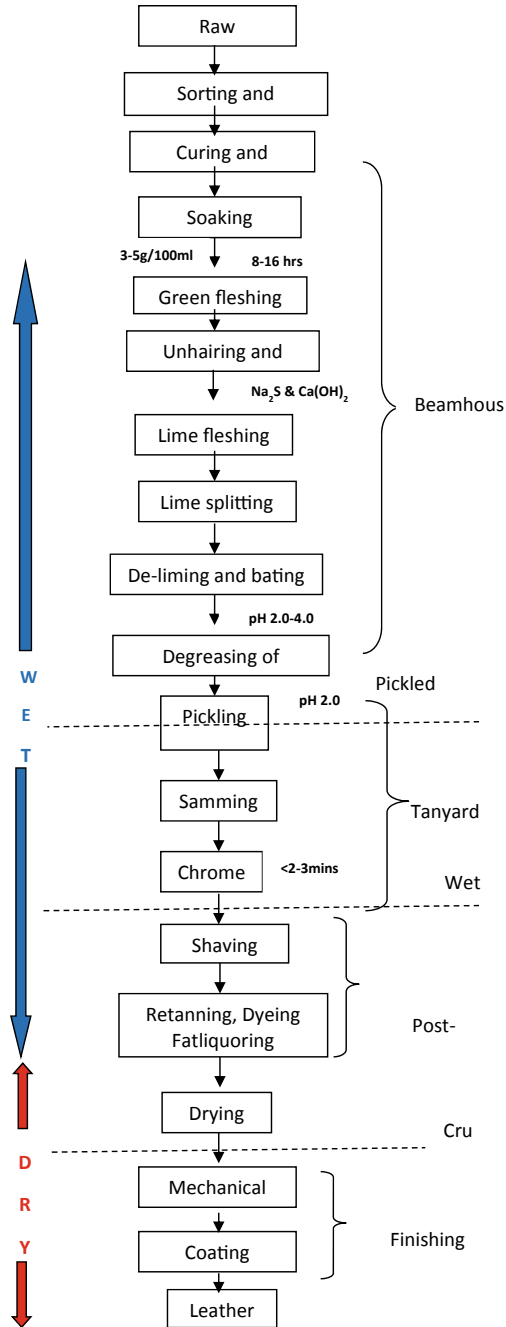 Raw
Sorting and
Curing and
Soaking
3-5g/100ml 8-16 hrs
Green fleshing
Unhairing and
Na₂S & Ca(OH)₂
Beamhous
Lime fleshing
Lime splitting
De-liming and bating
pH 2.0-4.0
Degreasing of
Pickled
W
E
T
Pickling
pH 2.0
Samming
Tanyard
Chrome
<2-3mins
Wet
Shaving
Retanning, Dyeing
Fatliquoring
Post-
Drying
Cru
D
R
Y
Mechanical
Coating
Finishing
Leather